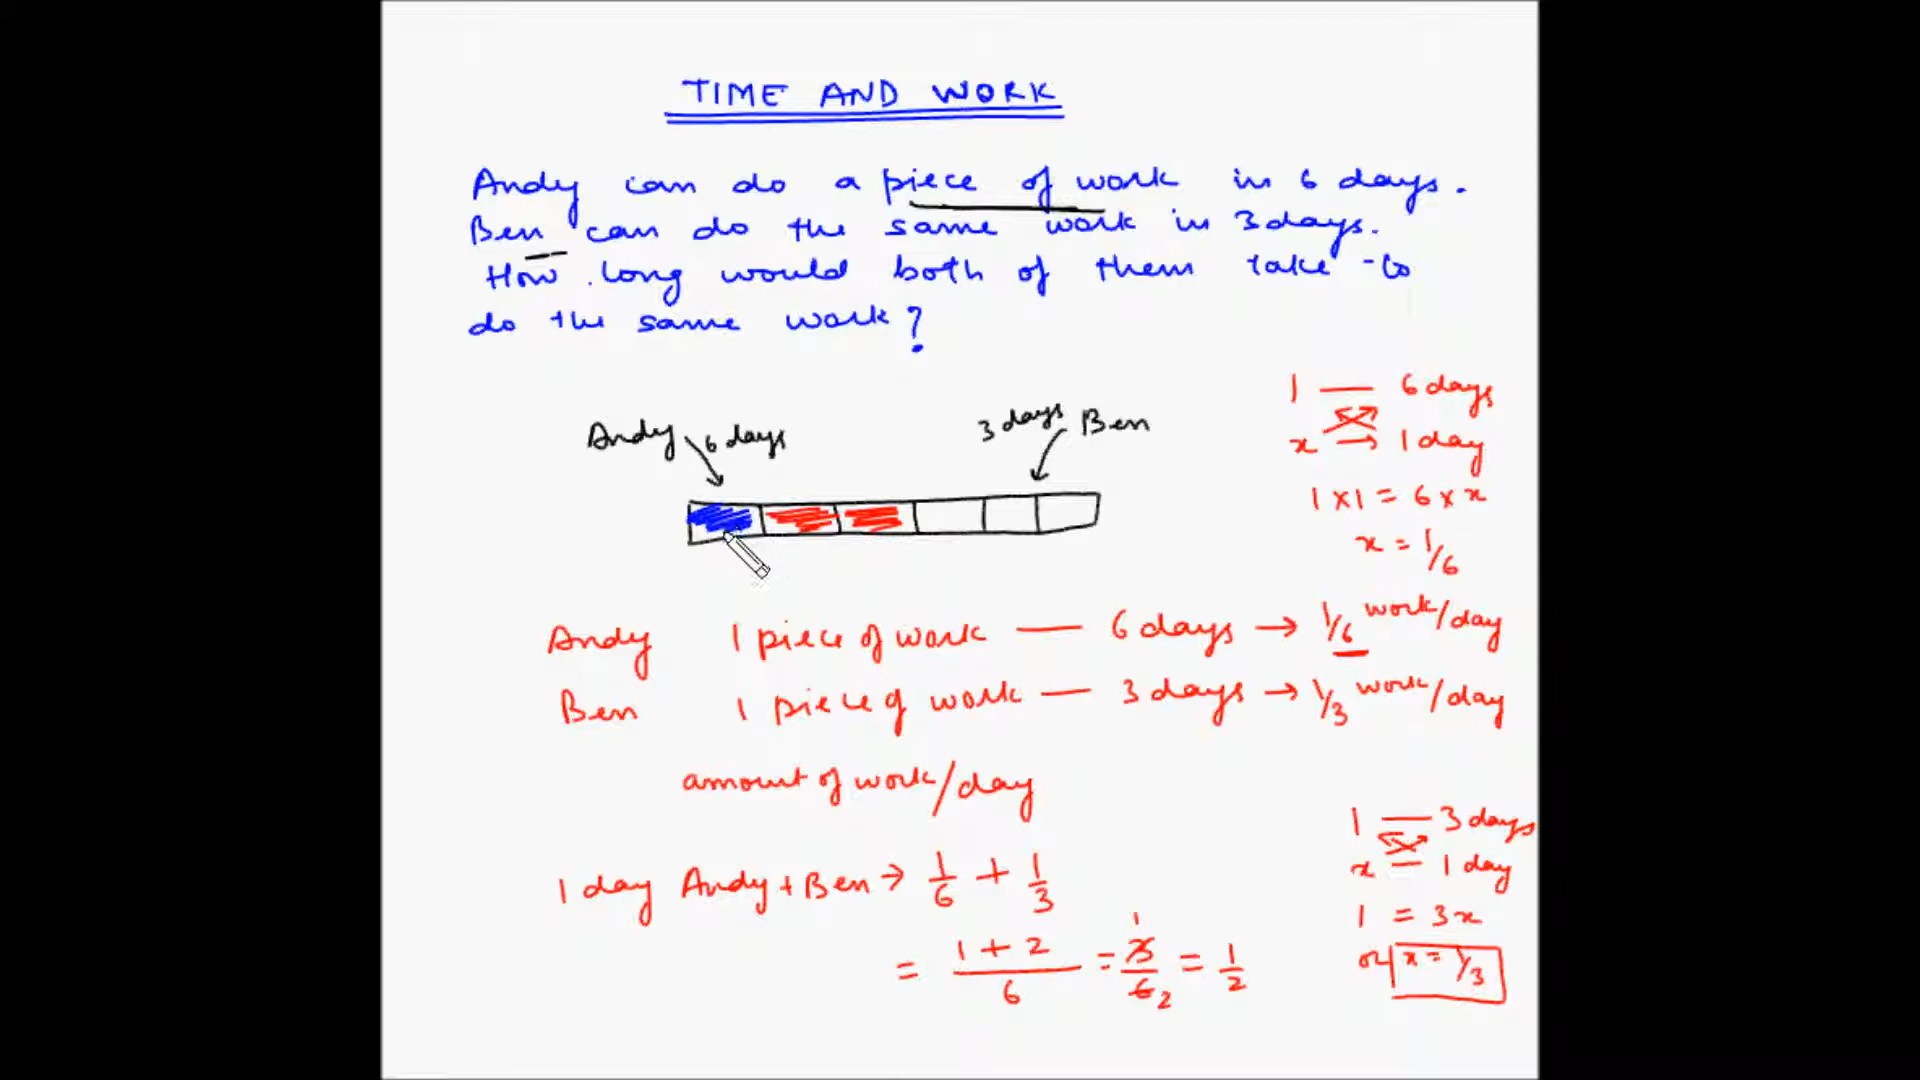 TIME AND WORK
Andy can do a piece of work in 6 days.
Ben can do the same work in 3 days.
How long would both of them take to
do the same work?
Andy 6 days
3 days Ben
1 — 6 days
x → 1 day
1 × 1 = 6 × x
x = 1/6
Andy 1 piece of work — 6 days → 1/6 work/day
Ben 1 piece of work — 3 days → 1/3 work/day
amount of work/day
1 day Andy + Ben → 1/6 + 1/3
= (1 + 2)/6 = 3/6 1 2 = 1/2
1 — 3 days
x — 1 day
1 = 3x
or x = 1/3